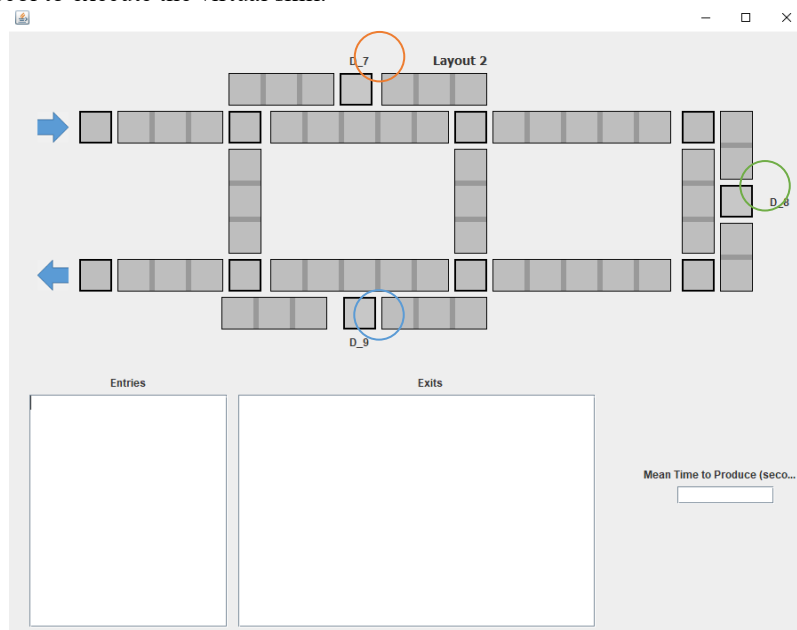 D_7 Layout 2
D_8
D_9
Entries Exits
Mean Time to Produce (seco...